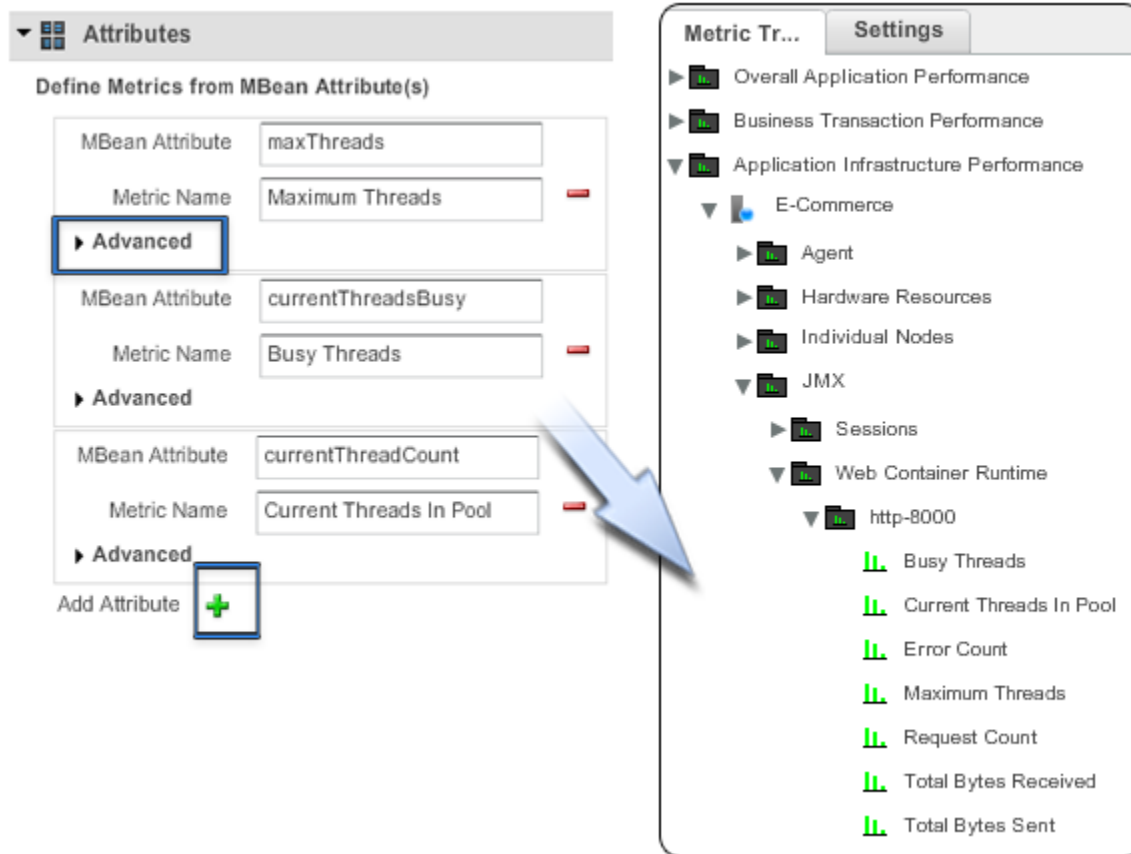 Attributes
Define Metrics from MBean Attribute(s)
MBean Attribute maxThreads
Metric Name Maximum Threads
Advanced
MBean Attribute currentThreadsBusy
Metric Name Busy Threads
Advanced
MBean Attribute currentThreadCount
Metric Name Current Threads In Pool
Advanced
Add Attribute
Metric Tr... Settings
Overall Application Performance
Business Transaction Performance
Application Infrastructure Performance
E-Commerce
Agent
Hardware Resources
Individual Nodes
JMX
Sessions
Web Container Runtime
http-8000
Busy Threads
Current Threads In Pool
Error Count
Maximum Threads
Request Count
Total Bytes Received
Total Bytes Sent